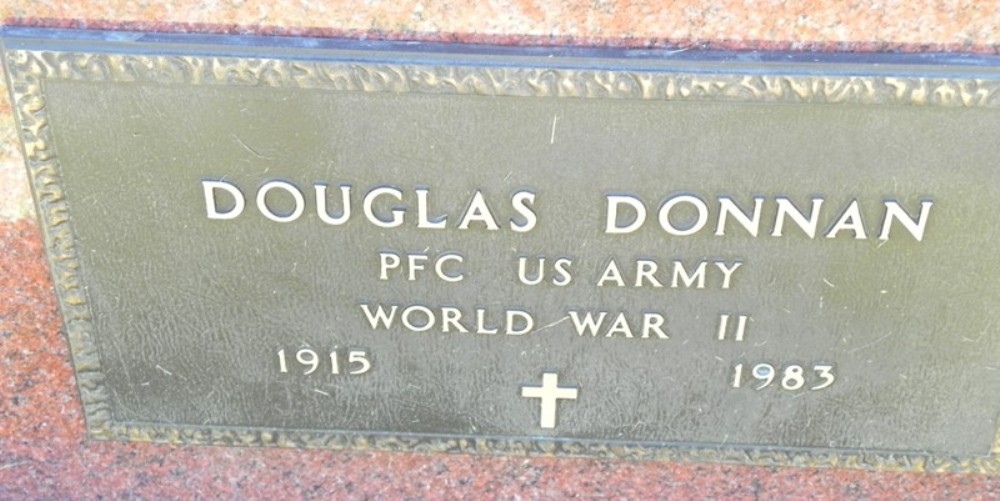 DOUGLAS DONNAN
PFC US ARMY
WORLD WAR II
1915 1983